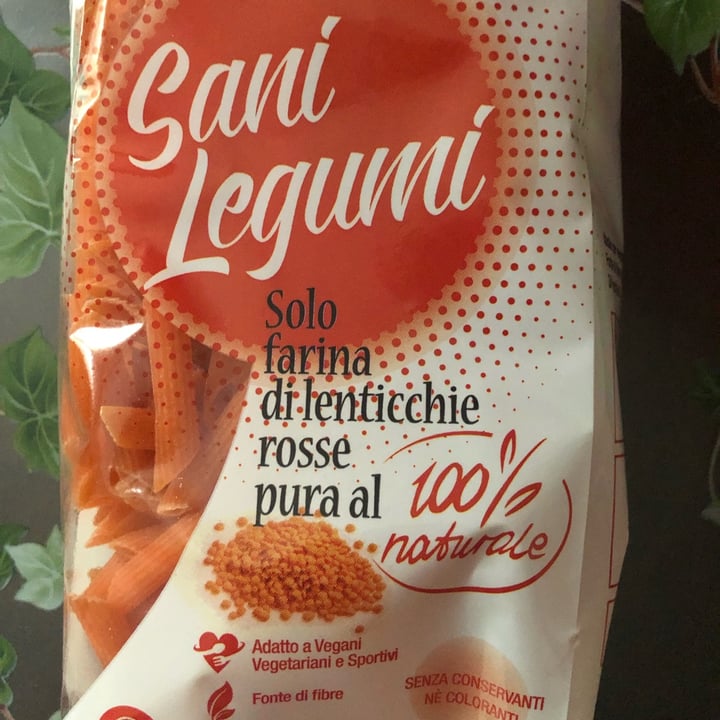 Sani
Legumi
Solo
farina
di lenticchie
rosse
pura al
100%
naturale
Adatto a Vegani
Vegetariani e Sportivi
Fonte di fibre
SENZA CONSERVANTI
NÈ COLORANTI